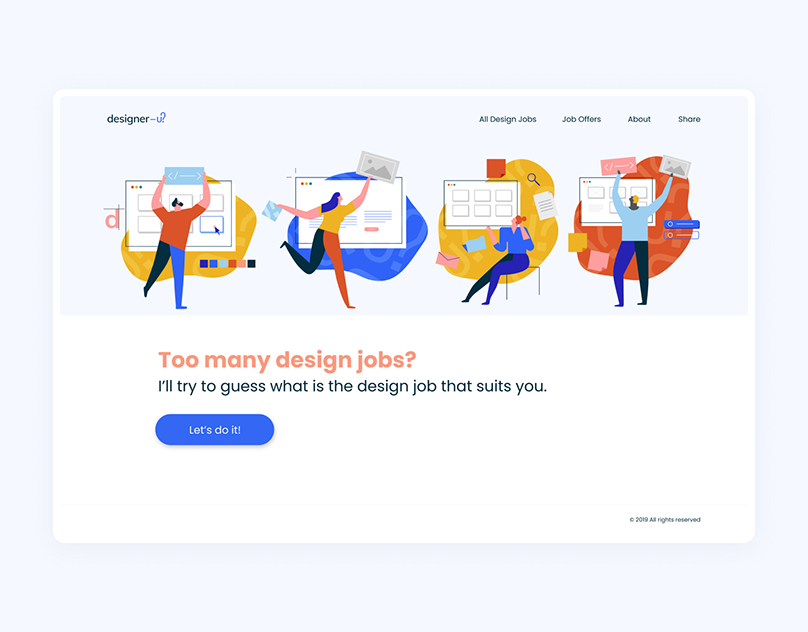 designer-u?
All Design Jobs Job Offers About Share
</>
</>
d
Too many design jobs?
I'll try to guess what is the design job that suits you.
Let's do it!
© 2019 All rights reserved